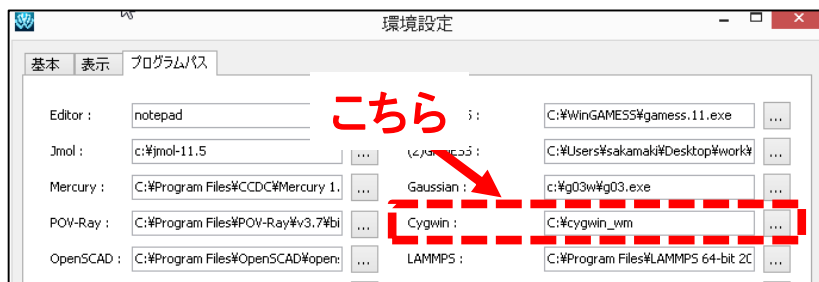 環境設定
基本 表示 プログラムパス
こちら
Editor : notepad C:¥WinGAMESS¥gamess.11.exe ...
Jmol : c:¥jmol-11.5 ... C:¥Users¥sakamaki¥Desktop¥work¥ ...
Mercury : C:¥Program Files¥CCDC¥Mercury 1. ... Gaussian : c:¥g03w¥g03.exe ...
POV-Ray : C:¥Program Files¥POV-Ray¥v3.7¥bi ... Cygwin : C:¥cygwin_wm ...
OpenSCAD : C:¥Program Files¥OpenSCAD¥open: ... LAMMPS : C:¥Program Files¥LAMMPS 64-bit 20 ...